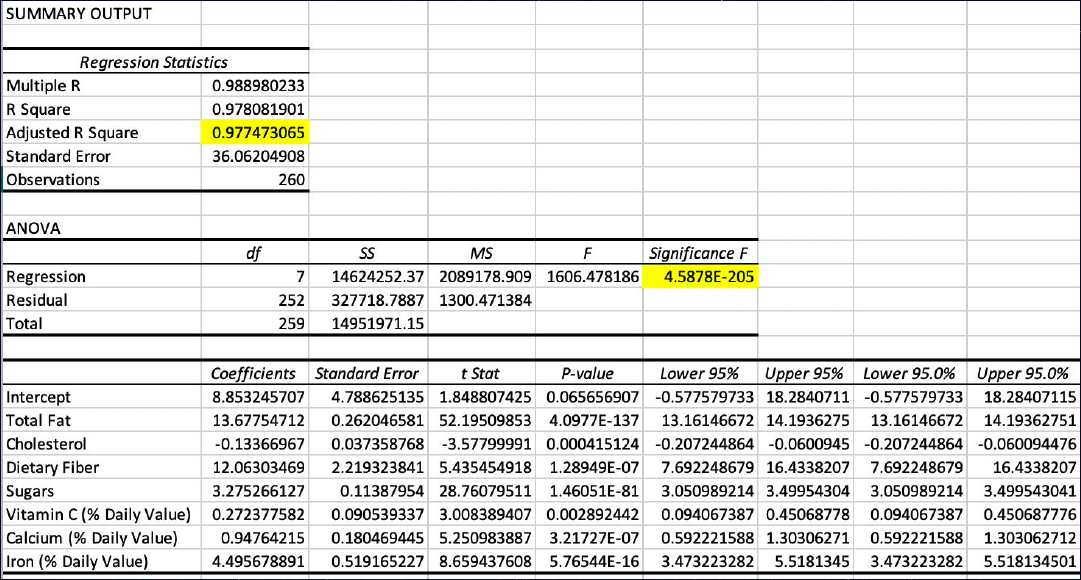 SUMMARY OUTPUT
Regression Statistics
Multiple R 0.988980233
R Square 0.978081901
Adjusted R Square 0.977473065
Standard Error 36.06204908
Observations 260
ANOVA
df SS MS F Significance F
Regression 7 14624252.37 2089178.909 1606.478186 4.5878E-205
Residual 252 327718.7887 1300.471384
Total 259 14951971.15
Coefficients Standard Error t Stat P-value Lower 95% Upper 95% Lower 95.0% Upper 95.0%
Intercept 8.853245707 4.788625135 1.848807425 0.065656907 -0.577579733 18.2840711 -0.577579733 18.28407115
Total Fat 13.67754712 0.262046581 52.19509853 4.0977E-137 13.16146672 14.1936275 13.16146672 14.19362751
Cholesterol -0.13366967 0.037358768 -3.57799991 0.000415124 -0.207244864 -0.0600945 -0.207244864 -0.060094476
Dietary Fiber 12.06303469 2.219323841 5.435454918 1.28949E-07 7.692248679 16.4338207 7.692248679 16.4338207
Sugars 3.275266127 0.11387954 28.76079511 1.46051E-81 3.050989214 3.49954304 3.050989214 3.499543041
Vitamin C (% Daily Value) 0.272377582 0.090539337 3.008389407 0.002892442 0.094067387 0.45068778 0.094067387 0.450687776
Calcium (% Daily Value) 0.94764215 0.180469445 5.250983887 3.21727E-07 0.592221588 1.30306271 0.592221588 1.303062712
Iron (% Daily Value) 4.495678891 0.519165227 8.659437608 5.76544E-16 3.473223282 5.5181345 3.473223282 5.518134501